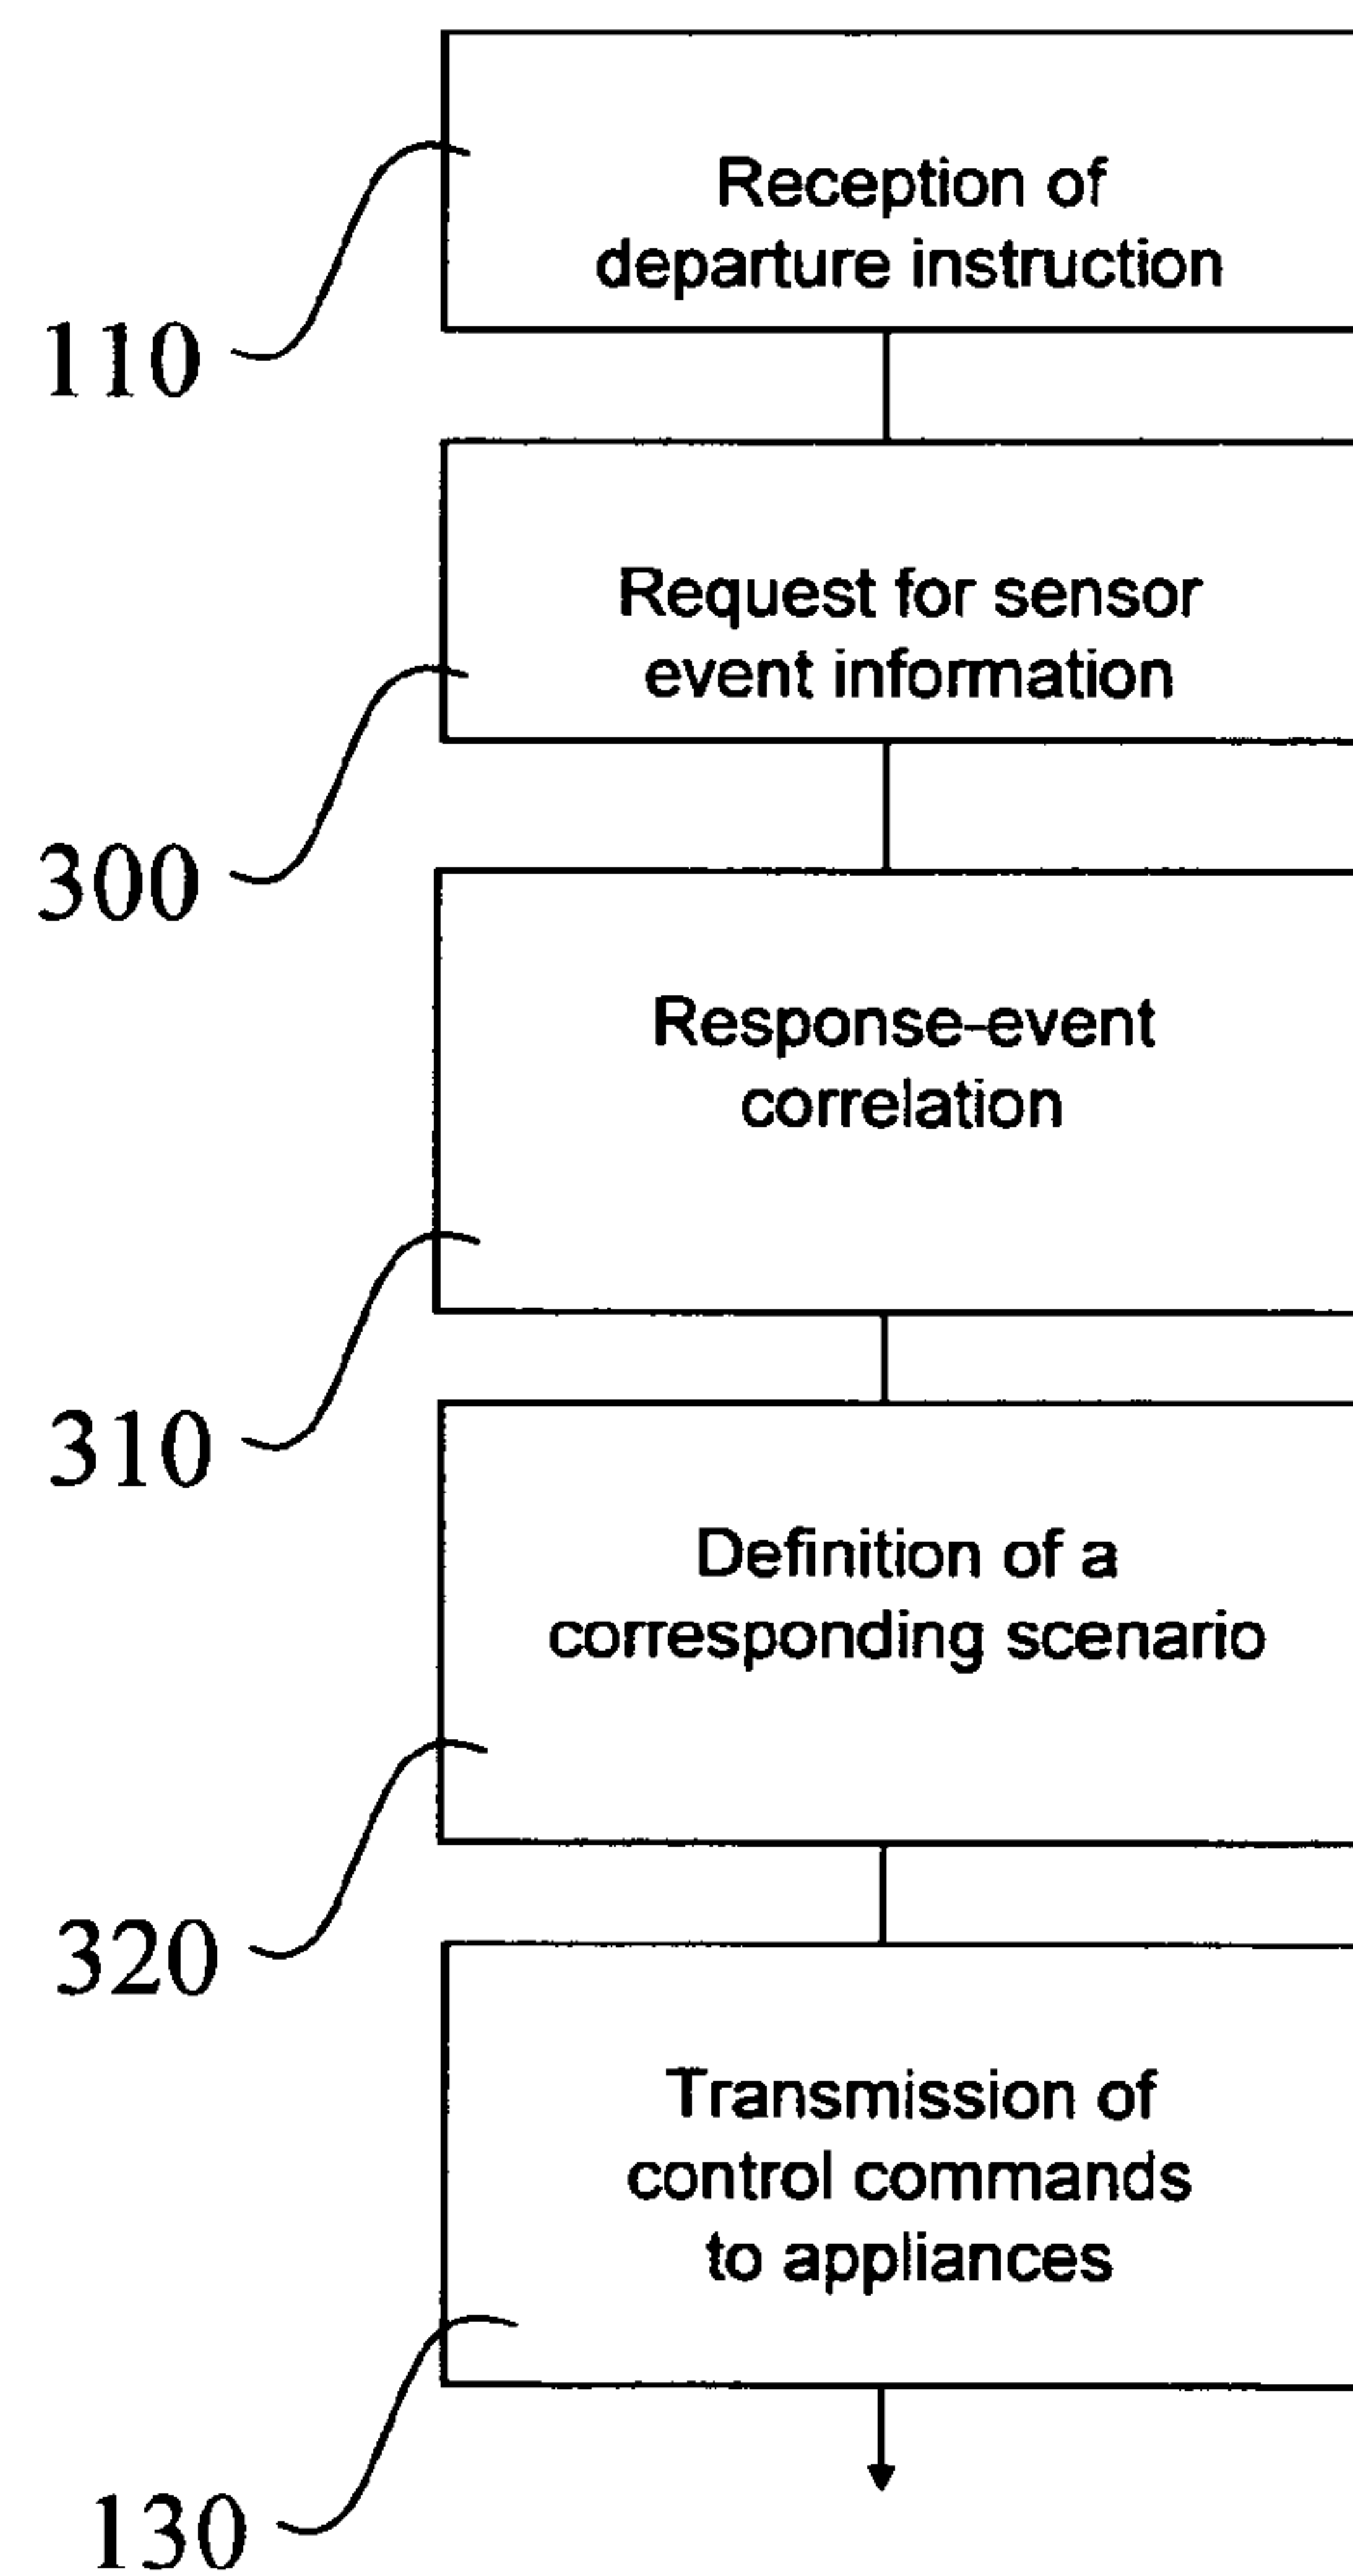 Reception of
departure instruction
110
Request for sensor
event information
300
Response-event
correlation
310
Definition of a
corresponding scenario
320
Transmission of
control commands
to appliances
130